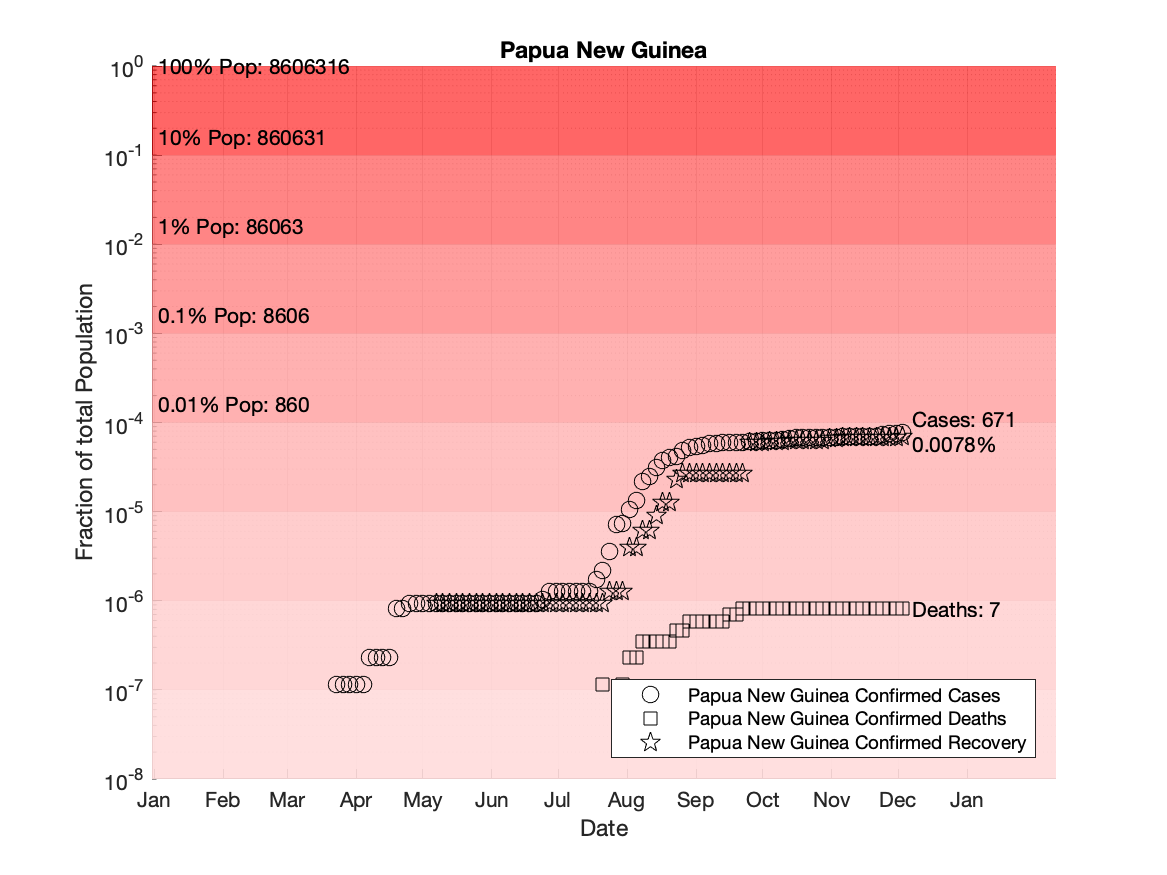 Papua New Guinea
10^0
100% Pop: 8606316
10% Pop: 860631
10^-1
1% Pop: 86063
10^-2
0.1% Pop: 8606
10^-3
0.01% Pop: 860
10^-4
Cases: 671
0.0078%
10^-5
10^-6
Deaths: 7
10^-7
10^-8
Fraction of total Population
Papua New Guinea Confirmed Cases
Papua New Guinea Confirmed Deaths
Papua New Guinea Confirmed Recovery
Jan Feb Mar Apr May Jun Jul Aug Sep Oct Nov Dec Jan
Date